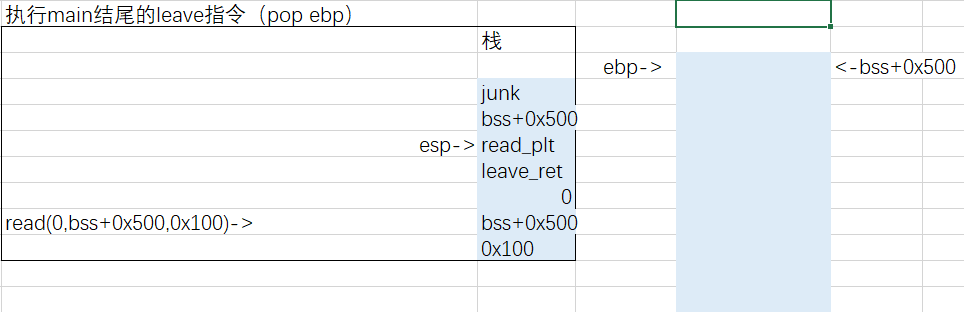 执行main结尾的leave指令（pop ebp）
栈
ebp-> <-bss+0x500
junk
bss+0x500
esp-> read_plt
leave_ret
0
read(0,bss+0x500,0x100)-> bss+0x500
0x100